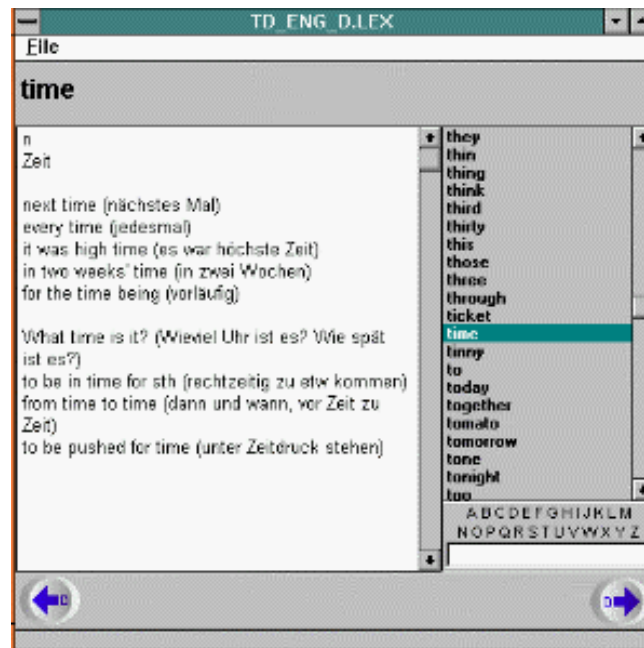 TD_ENG_D.LEX
File
time
n
Zeit
next time (nächstes Mal)
every time (jedesmal)
it was high time (es war höchste Zeit)
in two weeks' time (in zwei Wochen)
for the time being (vorläufig)
What time is it? (Wieviel Uhr ist es? Wie spät
ist es?)
to be in time for sth (rechtzeitig zu etw kommen)
from time to time (dann und wann, vor Zeit zu
Zeit)
to be pushed for time (unter Zeitdruck stehen)
they
thin
thing
think
third
thirty
this
those
three
through
ticket
time
tinny
to
today
together
tomato
tomorrow
tone
tonight
too
A B C D E F G H I J K L M
N O P Q R S T U V W X Y Z
D